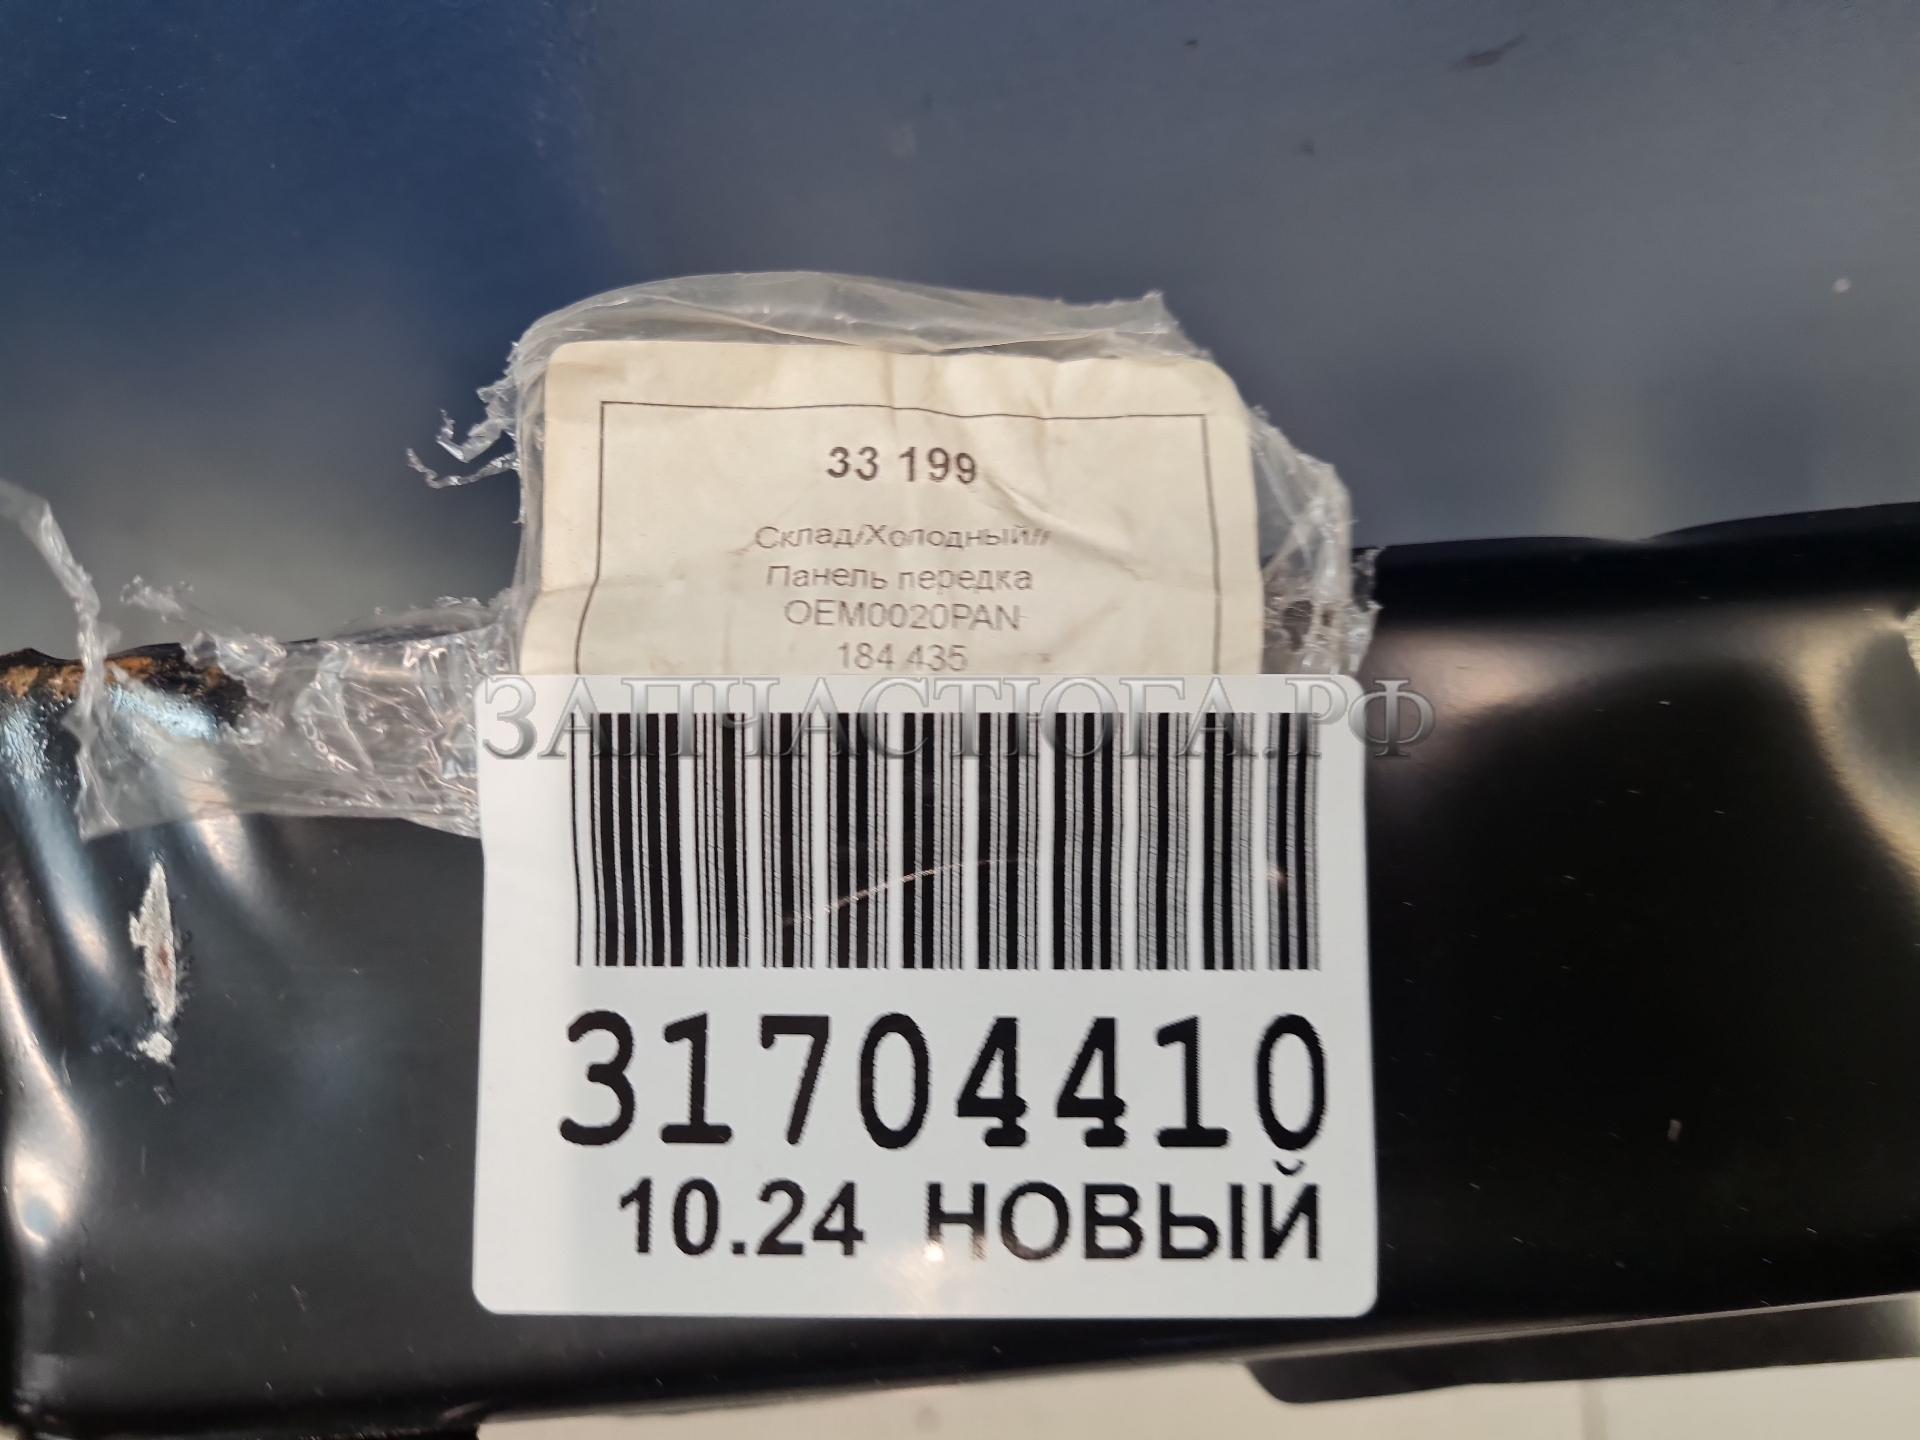 33 199
Склад/Холодный//
Панель передка
OEM0020PAN
184 435
ЗАПЧАСТЮГА.РФ
31704410
10.24 НОВЫЙ